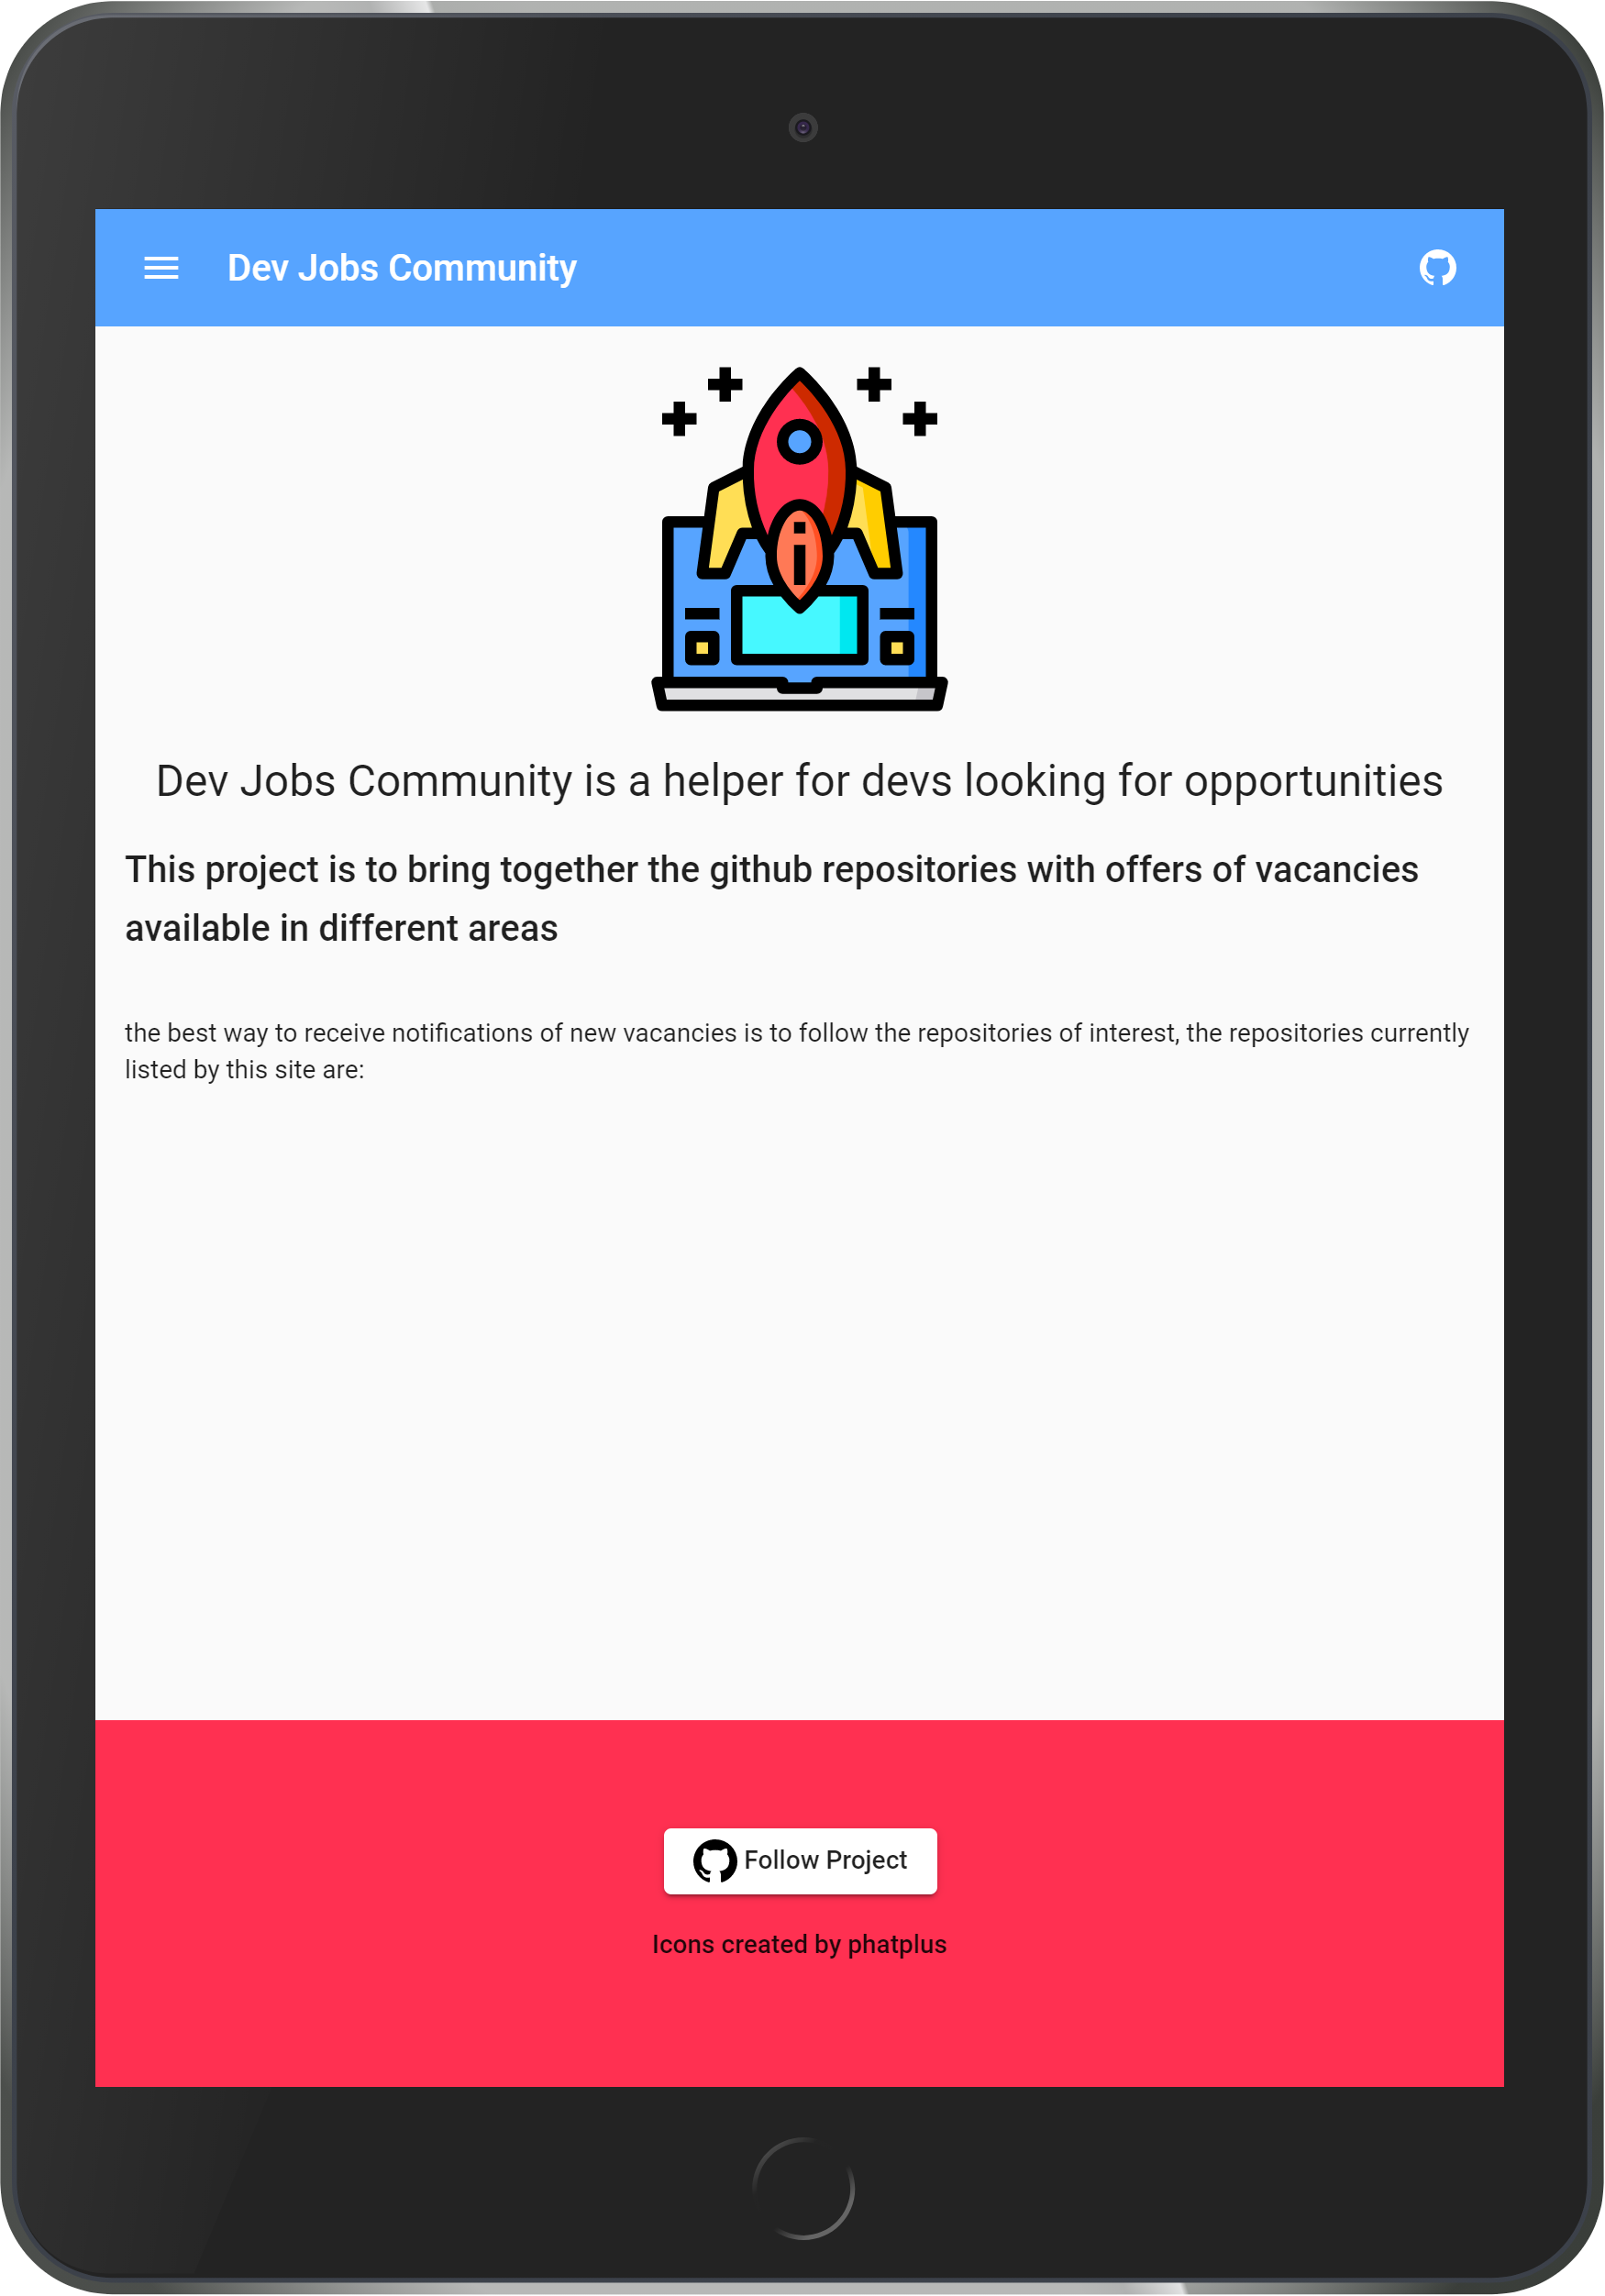 Dev Jobs Community
Dev Jobs Community is a helper for devs looking for opportunities
This project is to bring together the github repositories with offers of vacancies
available in different areas
the best way to receive notifications of new vacancies is to follow the repositories of interest, the repositories currently
listed by this site are:
Follow Project
Icons created by phatplus